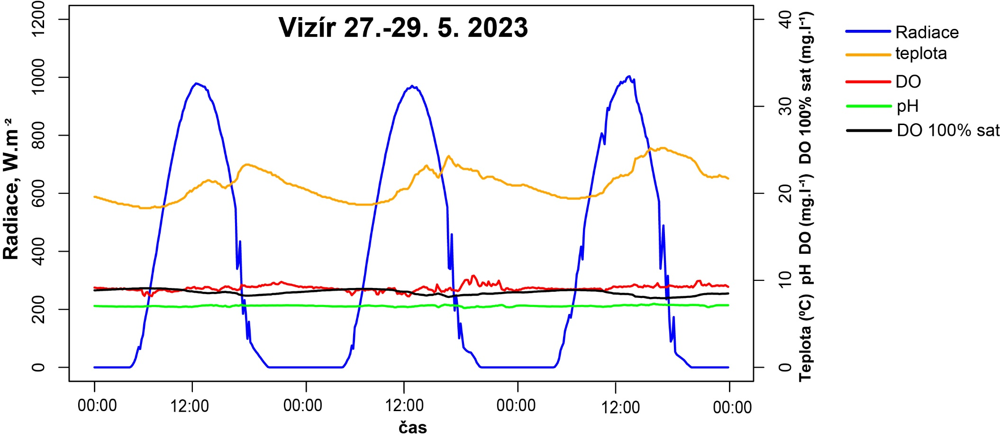 Vizír 27.-29. 5. 2023
Radiace, W.m⁻²
1200
1000
800
600
400
200
0
40
30
20
10
0
Teplota (ºC) pH DO (mg.l⁻¹) DO 100% sat (mg.l⁻¹)
00:00
12:00
00:00
12:00
00:00
12:00
00:00
čas
Radiace
teplota
DO
pH
DO 100% sat